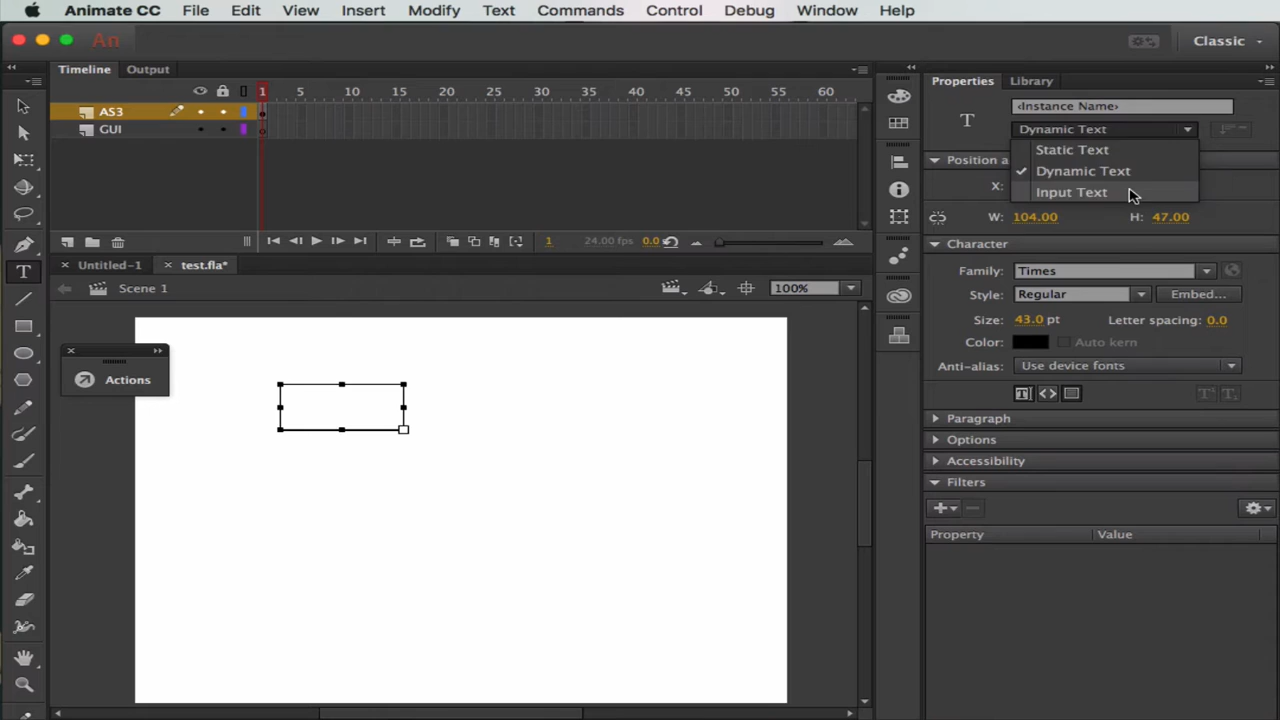 Animate CC File Edit View Insert Modify Text Commands Control Debug Window Help
An Classic
Timeline Output
Properties Library
1 5 10 15 20 25 30 35 40 45 50 55 60
<Instance Name>
AS3
T
Dynamic Text
GUI
Static Text
Position a
Dynamic Text
X:
Input Text
W: 104.00 H: 47.00
1 24.00 fps 0.0
Character
Untitled-1 test.fla*
Family: Times
Scene 1 100%
Style: Regular Embed...
Size: 43.0 pt Letter spacing: 0.0
Color: Auto kern
Anti-alias: Use device fonts
Actions
Paragraph
Options
Accessibility
Filters
Property Value